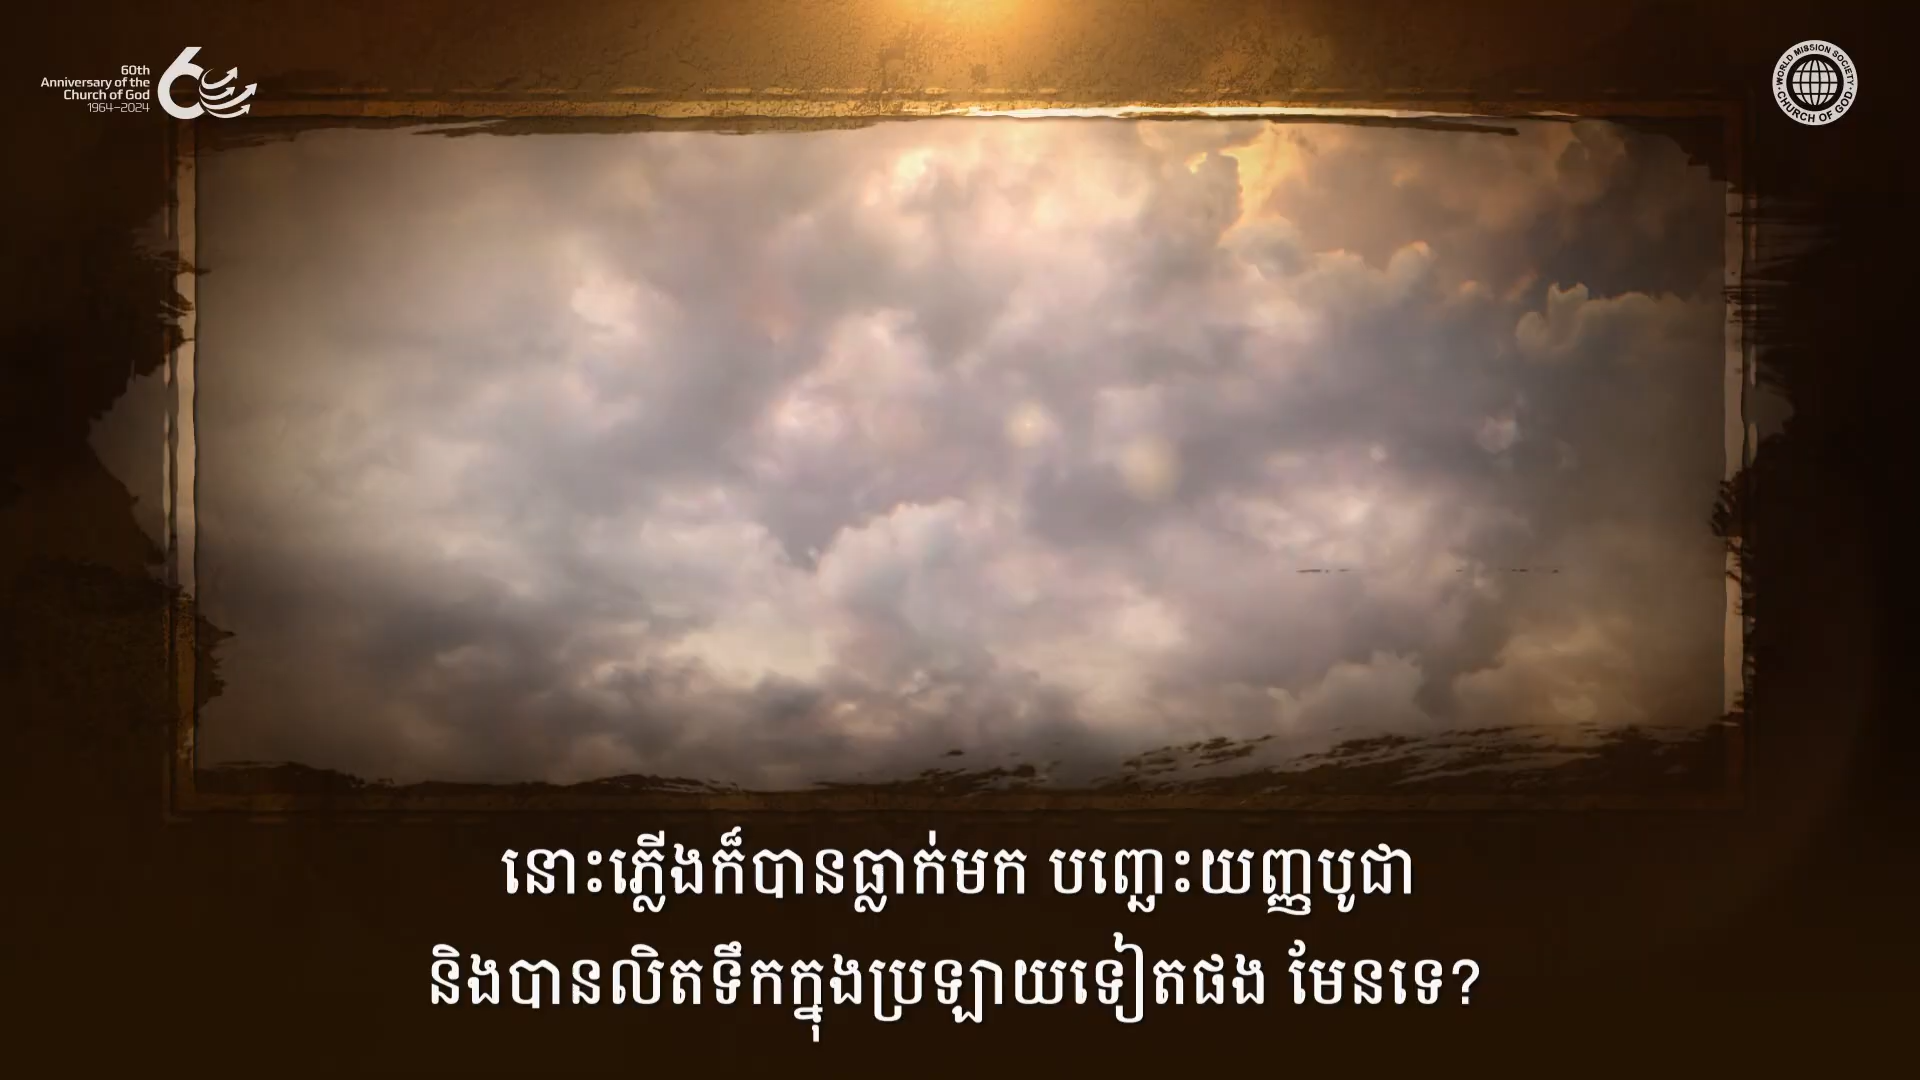 60th
Anniversary of the
Church of God
1964–2024
60
WORLD MISSION SOCIETY
CHURCH OF GOD
នោះភ្លើងក៏បានធ្លាក់មក បញ្ឆេះយញ្ញបូជា
និងបានលិតទឹកក្នុងប្រឡាយទៀតផង មែនទេ?